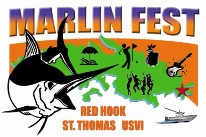 MARLIN FEST
RED HOOK
ST. THOMAS USVI